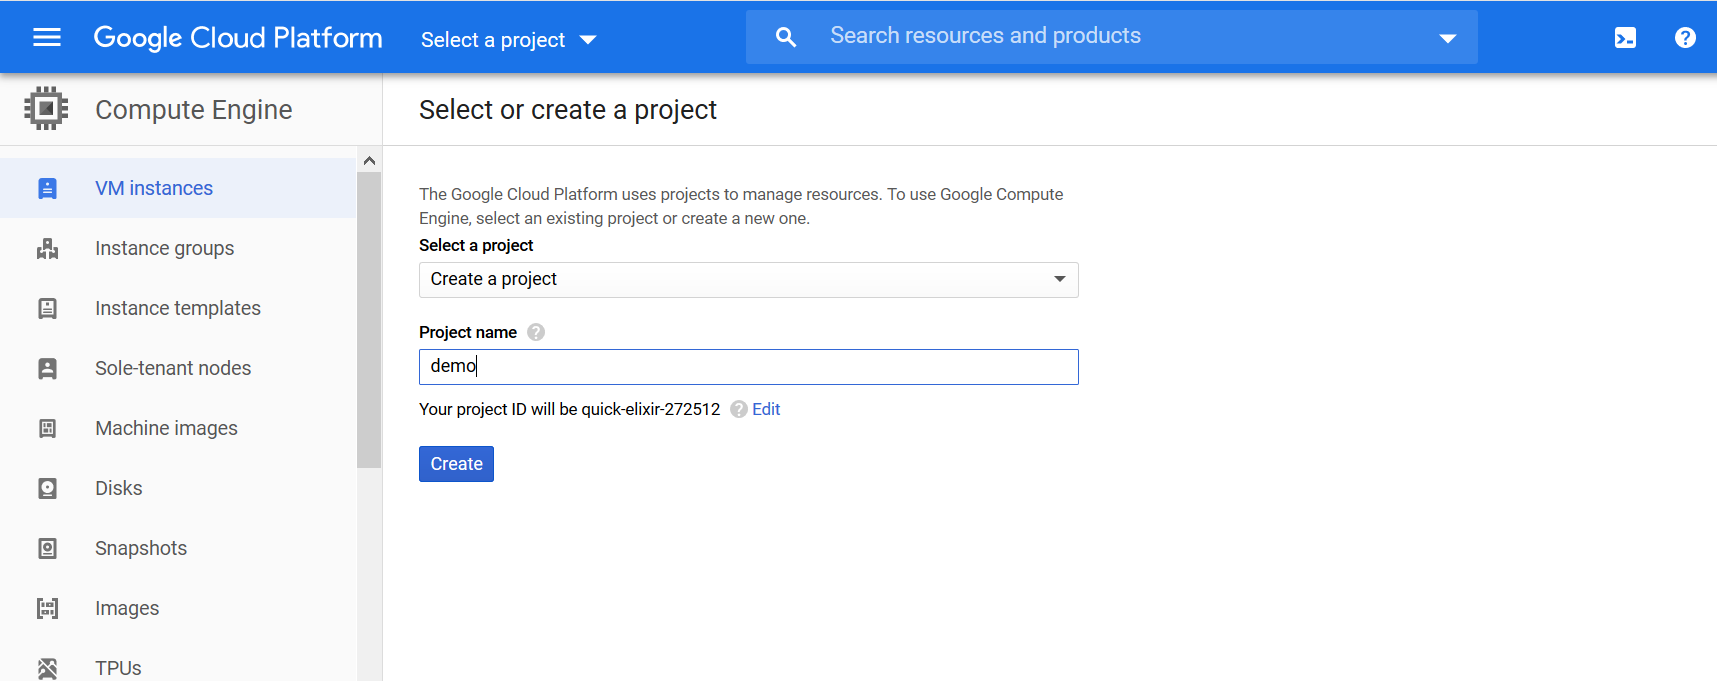 Google Cloud Platform
Select a project
Search resources and products
Compute Engine
VM instances
Instance groups
Instance templates
Sole-tenant nodes
Machine images
Disks
Snapshots
Images
TPUs
Select or create a project
The Google Cloud Platform uses projects to manage resources. To use Google Compute
Engine, select an existing project or create a new one.
Select a project
Create a project
Project name ?
demo
Your project ID will be quick-elixir-272512 ? Edit
Create